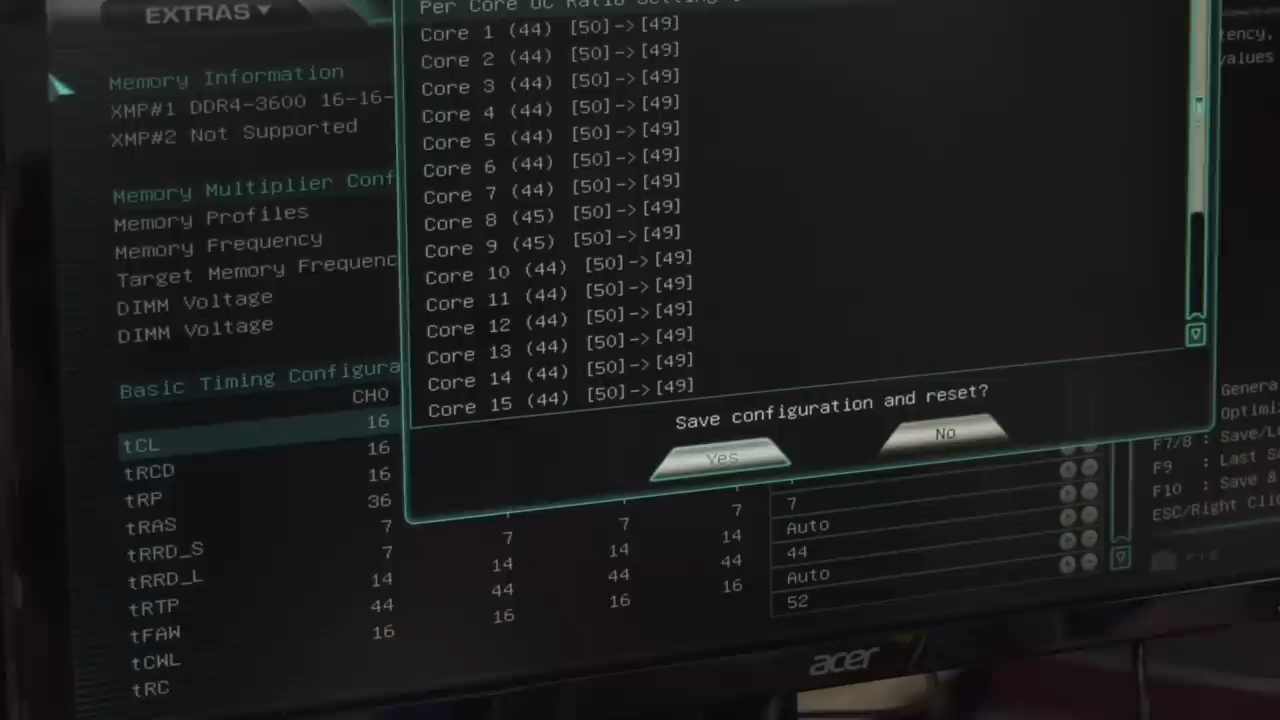 EXTRAS
Memory Information
XMP#1 DDR4-3600 16-16-
XMP#2 Not Supported
Memory Multiplier Conf
Memory Profiles
Memory Frequency
Target Memory Frequenc
DIMM Voltage
DIMM Voltage
Basic Timing Configura
CH0
tCL 16
tRCD 16
tRP 16
tRAS 36
tRRD_S 7 7 7 7
tRRD_L 7
tRTP 14 14 14 14
tFAW 44 44 44 44
tCWL 16 16 16 16
tRC
Per Core OC Ratio Setting
Core 1 (44) [50]->[49]
Core 2 (44) [50]->[49]
Core 3 (44) [50]->[49]
Core 4 (44) [50]->[49]
Core 5 (44) [50]->[49]
Core 6 (44) [50]->[49]
Core 7 (44) [50]->[49]
Core 8 (45) [50]->[49]
Core 9 (45) [50]->[49]
Core 10 (44) [50]->[49]
Core 11 (44) [50]->[49]
Core 12 (44) [50]->[49]
Core 13 (44) [50]->[49]
Core 14 (44) [50]->[49]
Core 15 (44) [50]->[49]
Save configuration and reset?
Yes No
7
Auto
44
Auto
52
tency,
values
Genera
Optimi
F7/8 : Save/L
F9 : Last S
F10 : Save &
ESC/Right Clic
acer